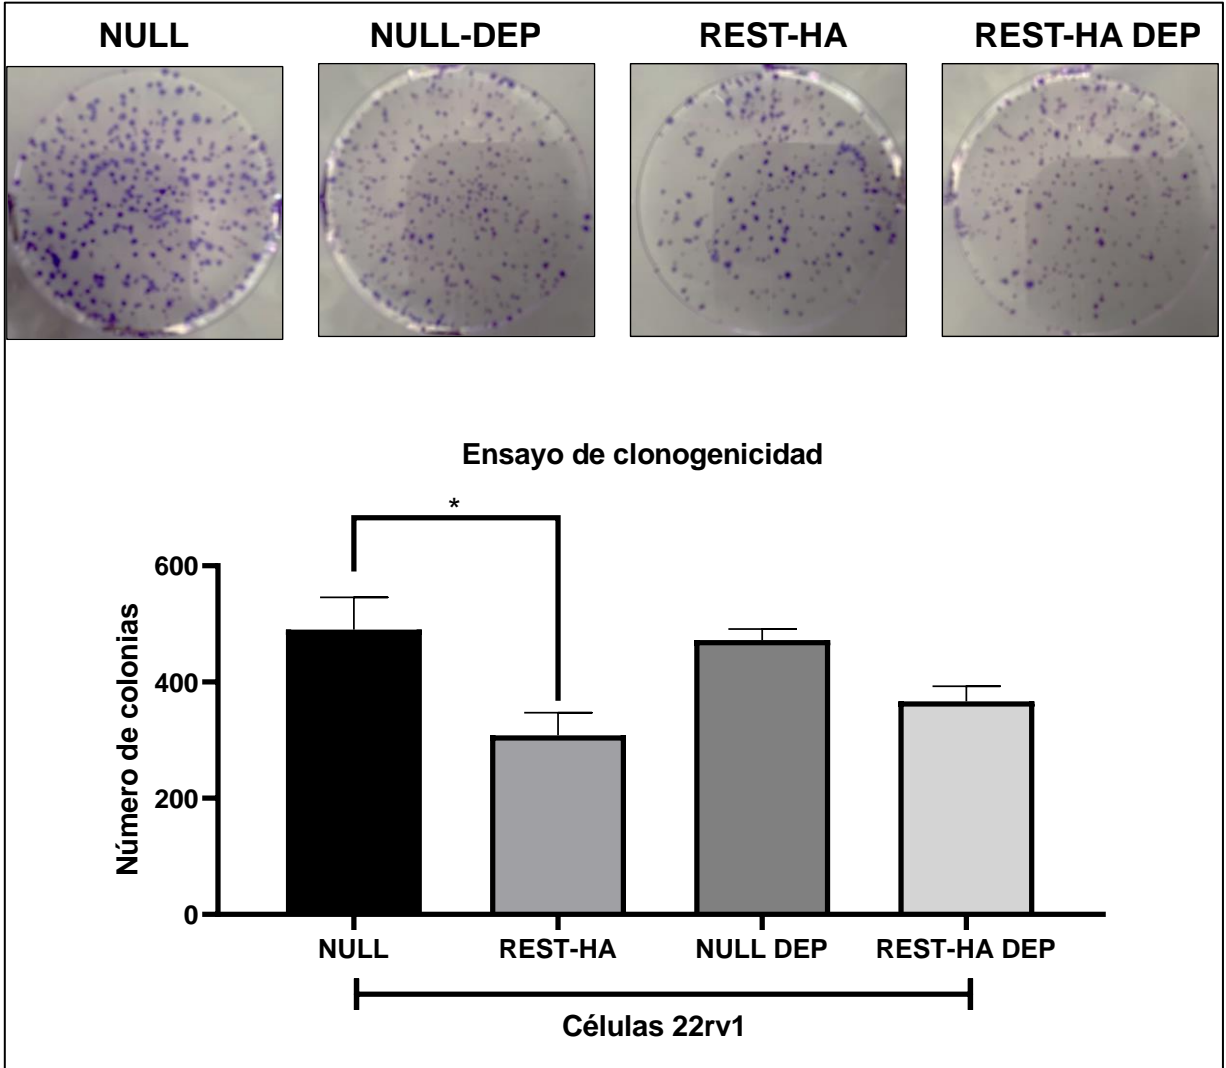 NULL NULL-DEP REST-HA REST-HA DEP
Ensayo de clonogenicidad
*
Número de colonias
600
400
200
0
NULL REST-HA NULL DEP REST-HA DEP
Células 22rv1